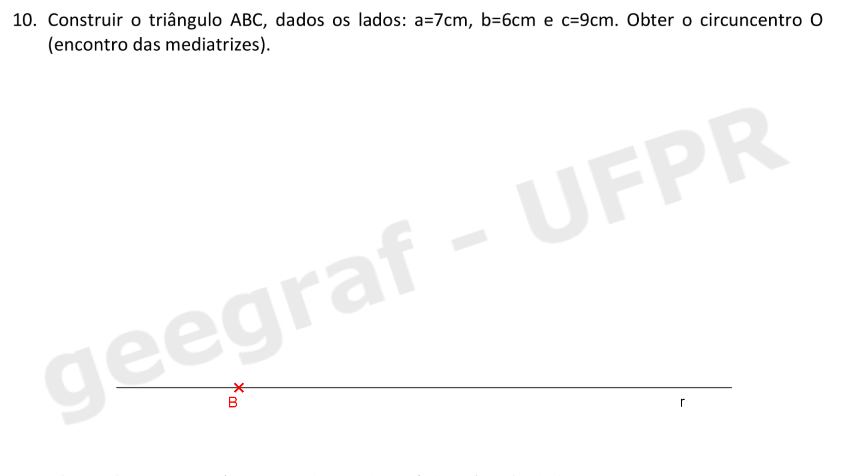 10. Construir o triângulo ABC, dados os lados: a=7cm, b=6cm e c=9cm. Obter o circuncentro O
(encontro das mediatrizes).
geegraf - UFPR
B
r